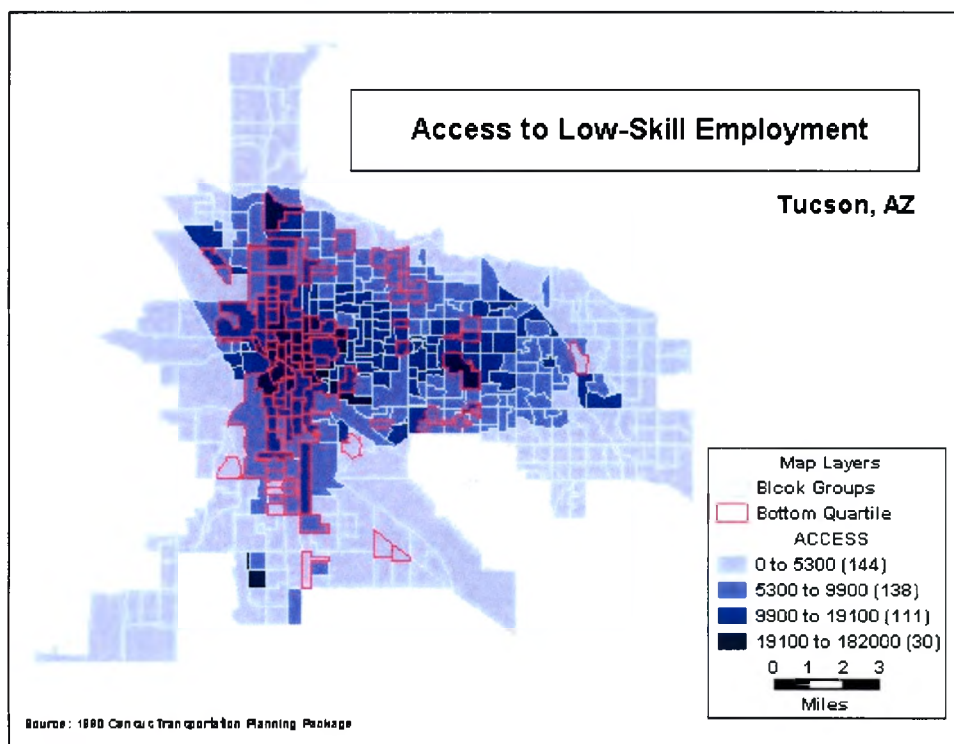 Access to Low-Skill Employment
Tucson, AZ
Map Layers
Blcok Groups
Bottom Quartile
ACCESS
0 to 5300 (144)
5300 to 9900 (138)
9900 to 19100 (111)
19100 to 182000 (30)
0 1 2 3
Miles
Source: 1990 Census Transportation Planning Package